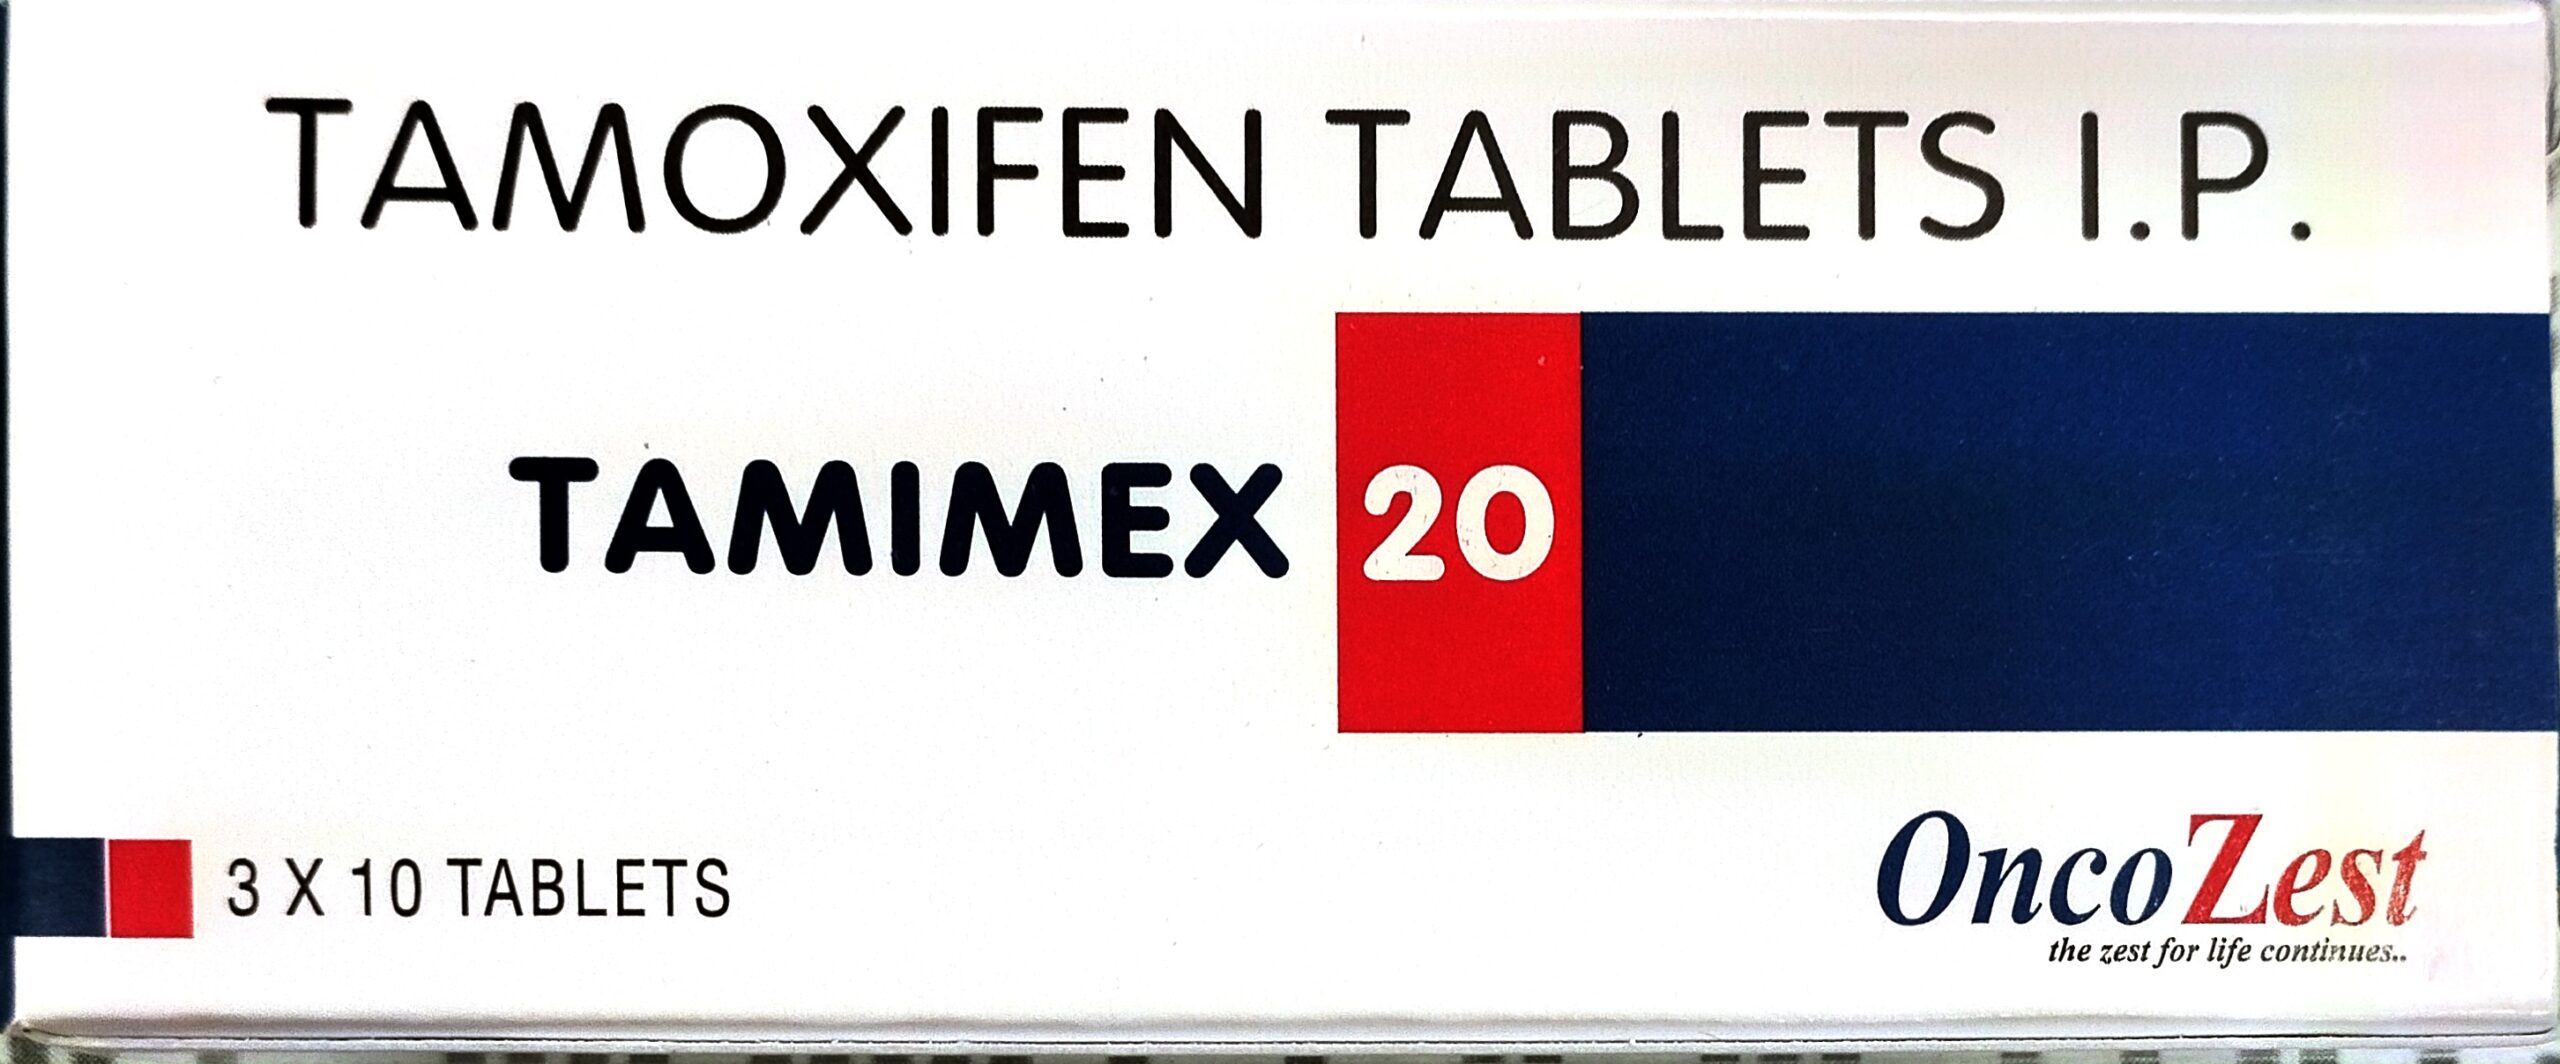 TAMOXIFEN TABLETS I.P.
TAMIMEX 20
3 X 10 TABLETS
OncoZest
the zest for life continues..